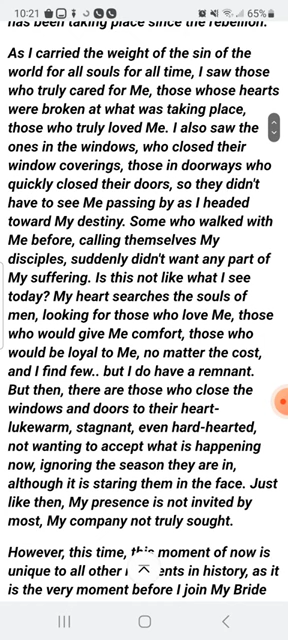 10:21 65%
has been taking place since the rebellion.
As I carried the weight of the sin of the
world for all souls for all time, I saw those
who truly cared for Me, those whose hearts
were broken at what was taking place,
those who truly loved Me. I also saw the
ones in the windows, who closed their
window coverings, those in doorways who
quickly closed their doors, so they didn't
have to see Me passing by as I headed
toward My destiny. Some who walked with
Me before, calling themselves My
disciples, suddenly didn't want any part of
My suffering. Is this not like what I see
today? My heart searches the souls of
men, looking for those who love Me, those
who would give Me comfort, those who
would be loyal to Me, no matter the cost,
and I find few.. but I do have a remnant.
But then, there are those who close the
windows and doors to their heart-
lukewarm, stagnant, even hard-hearted,
not wanting to accept what is happening
now, ignoring the season they are in,
although it is staring them in the face. Just
like then, My presence is not invited by
most, My company not truly sought.
However, this time, this moment of now is
unique to all other in history, as it
is the very moment before I join My Bride